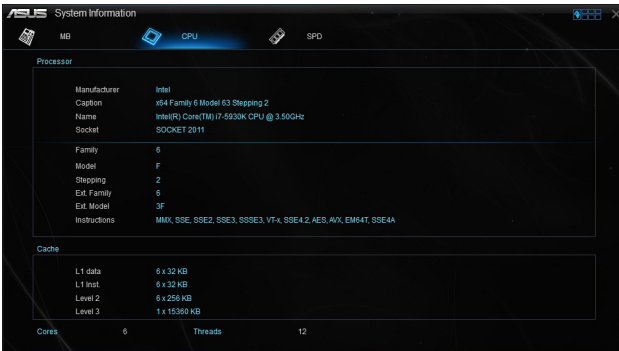 ASUS System Information
MB CPU SPD
Processor
Manufacturer Intel
Caption x64 Family 6 Model 63 Stepping 2
Name Intel(R) Core(TM) i7-5930K CPU @ 3.50GHz
Socket SOCKET 2011
Family 6
Model F
Stepping 2
Ext. Family 6
Ext. Model 3F
Instructions MMX, SSE, SSE2, SSE3, SSSE3, VT-x, SSE4.2, AES, AVX, EM64T, SSE4A
Cache
L1 data 6 x 32 KB
L1 Inst. 6 x 32 KB
Level 2 6 x 256 KB
Level 3 1 x 15360 KB
Cores 6 Threads 12